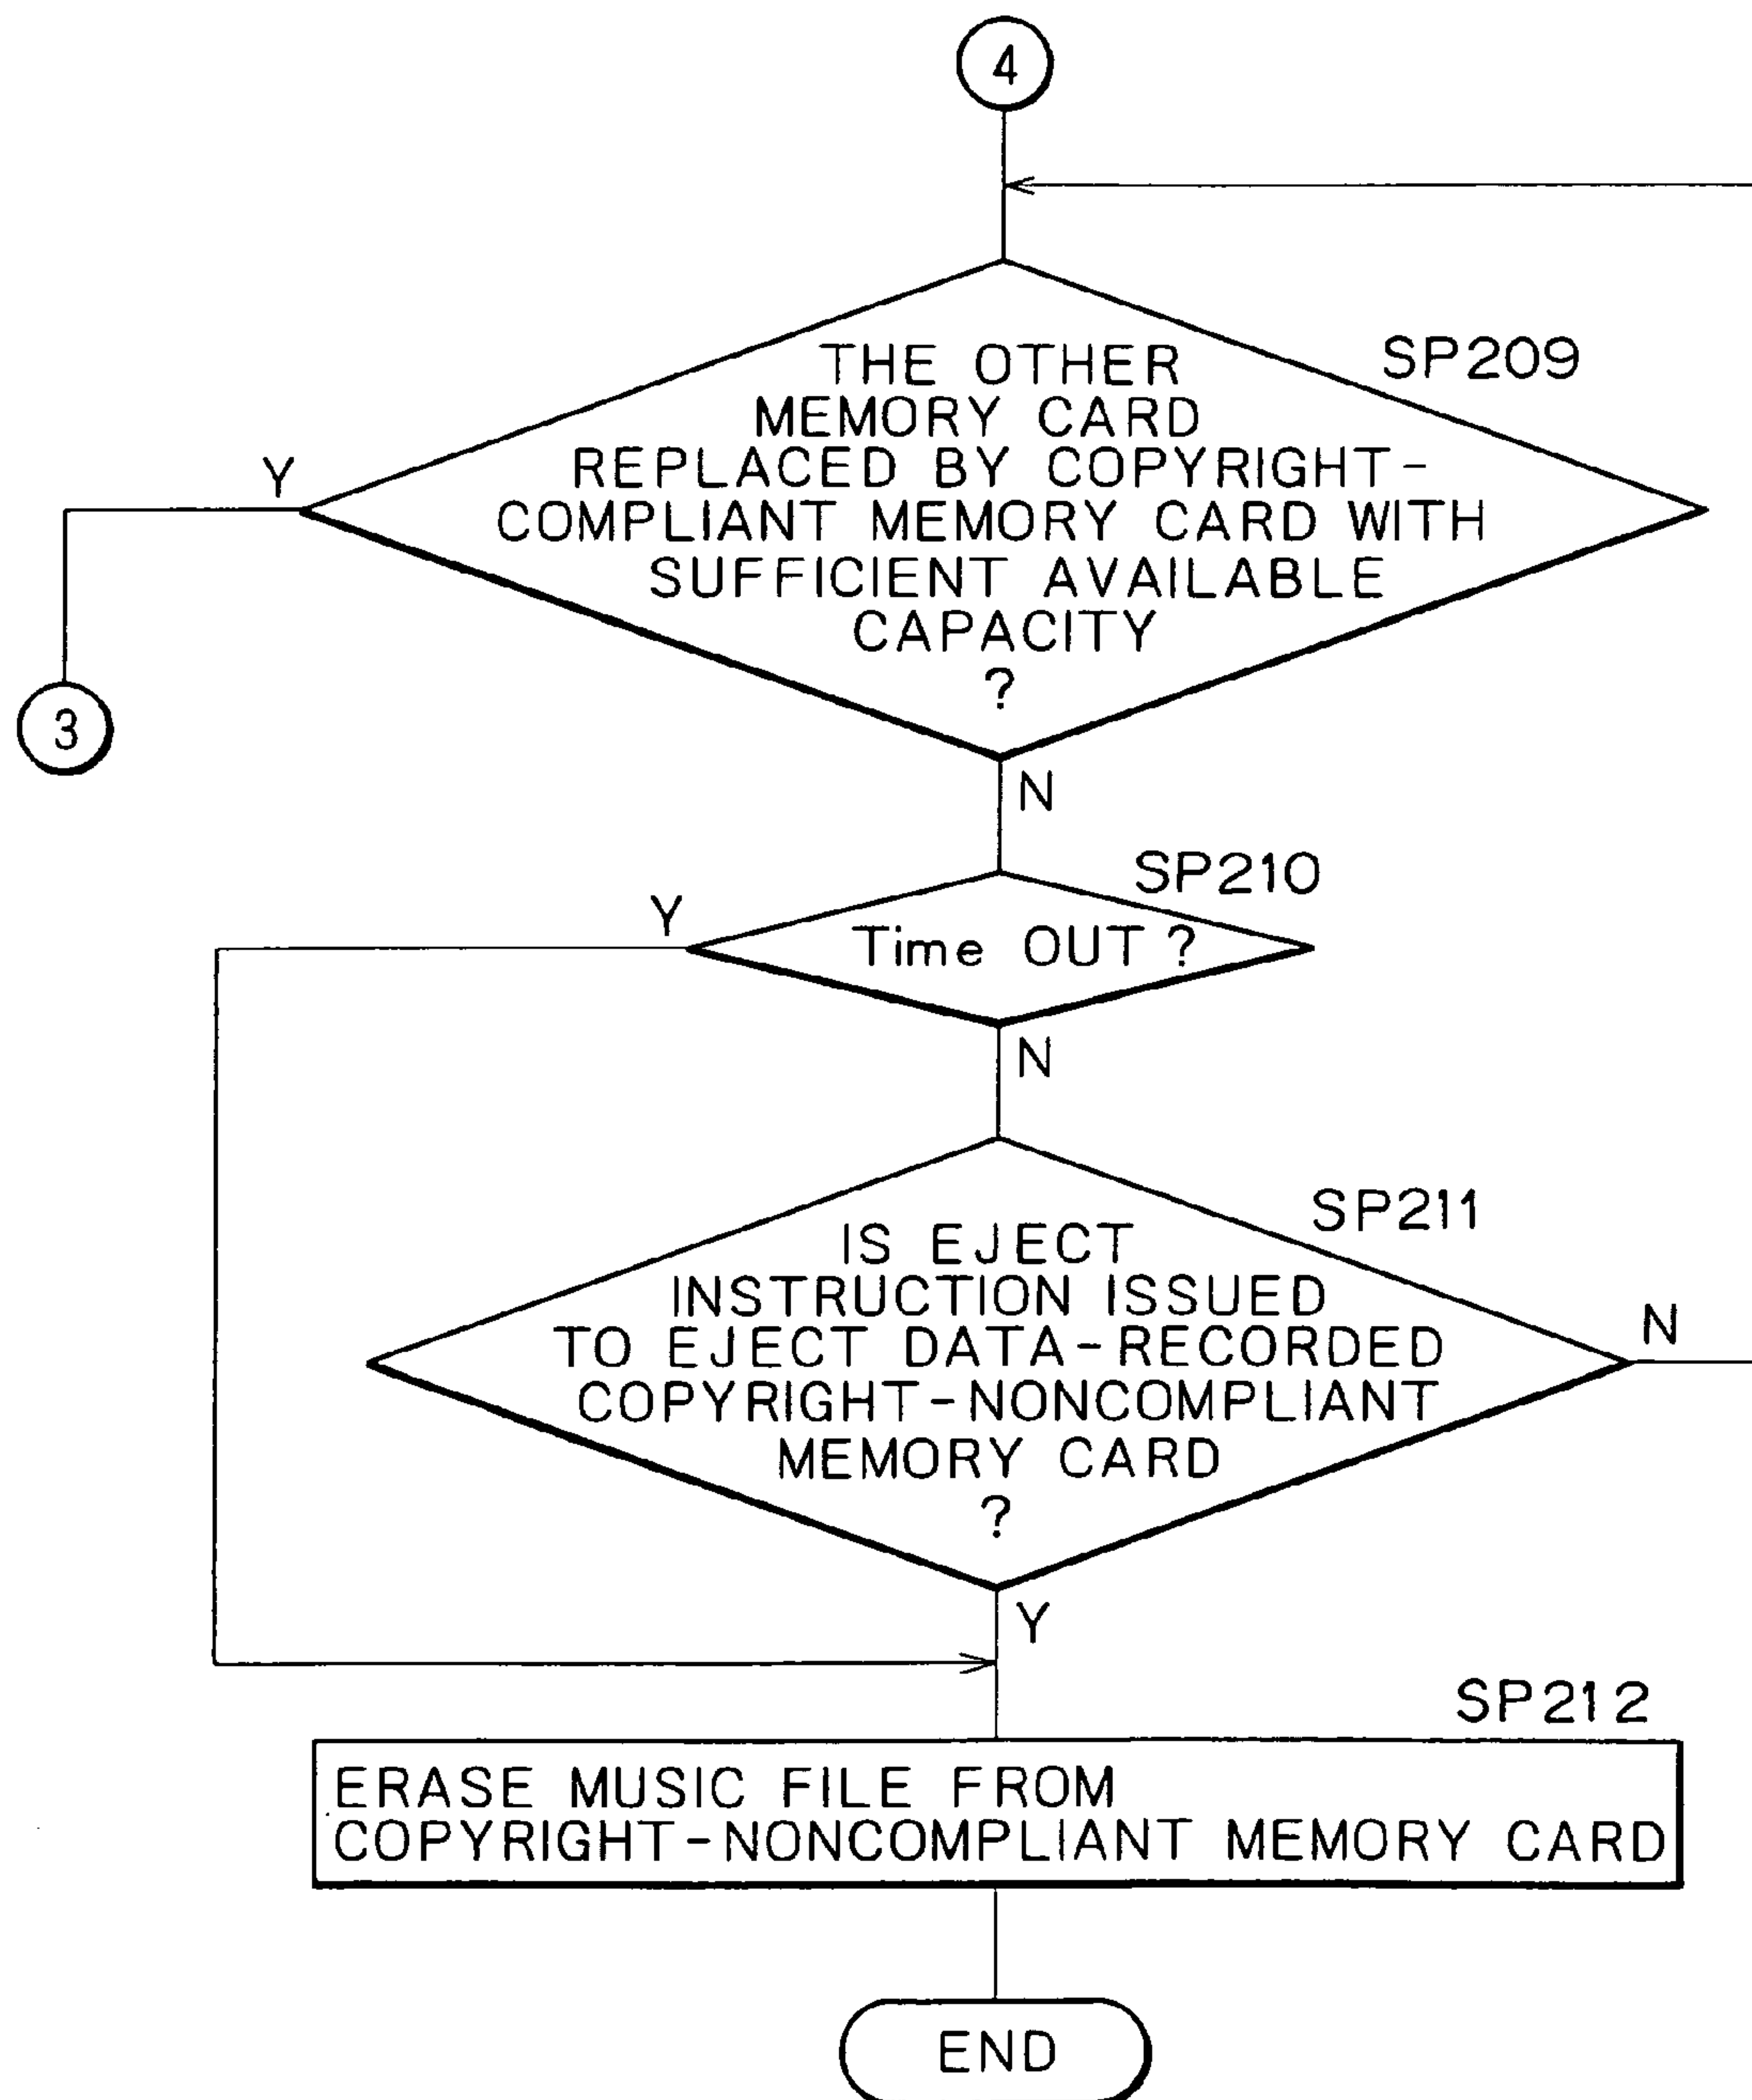 4
SP209
THE OTHER
MEMORY CARD
REPLACED BY COPYRIGHT-
COMPLIANT MEMORY CARD WITH
SUFFICIENT AVAILABLE
CAPACITY
?
Y
3
N
SP210
Y
Time OUT ?
N
SP211
IS EJECT
INSTRUCTION ISSUED
TO EJECT DATA-RECORDED
COPYRIGHT-NONCOMPLIANT
MEMORY CARD
?
N
Y
SP212
ERASE MUSIC FILE FROM
COPYRIGHT-NONCOMPLIANT MEMORY CARD
END